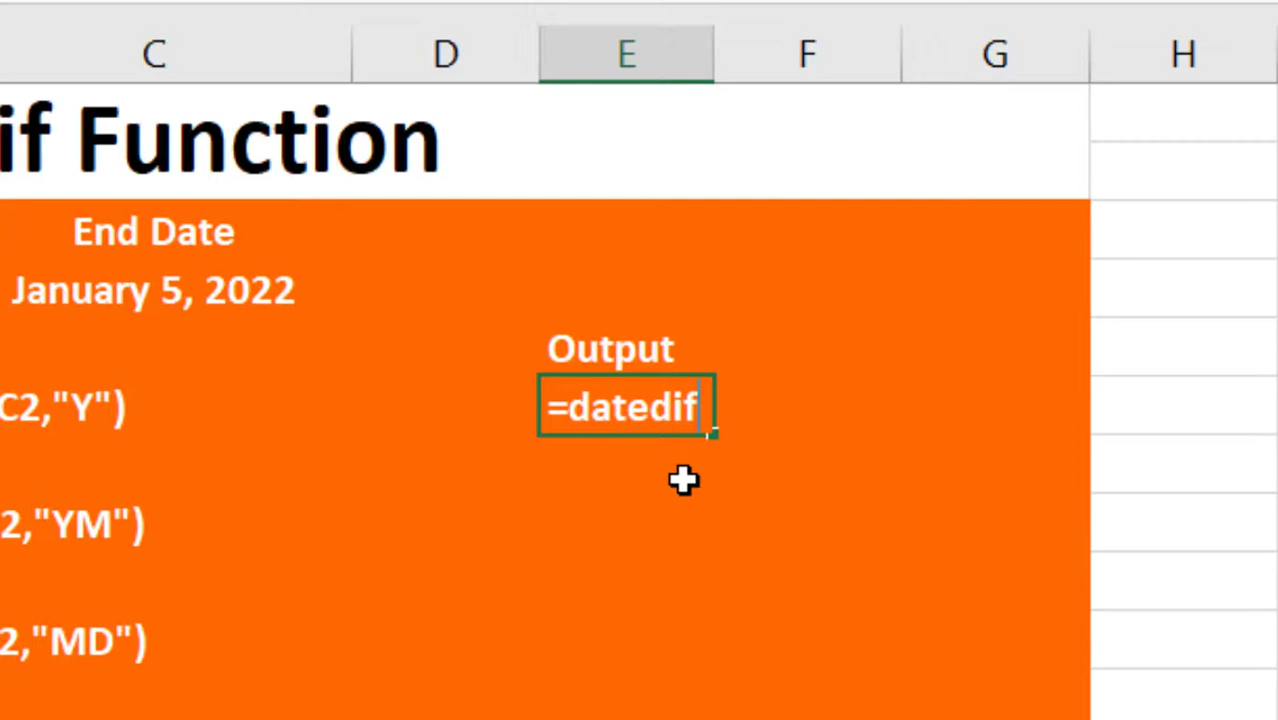 C D E F G H
if Function
End Date
January 5, 2022
Output
C2,"Y") =datedif
2,"YM")
2,"MD")